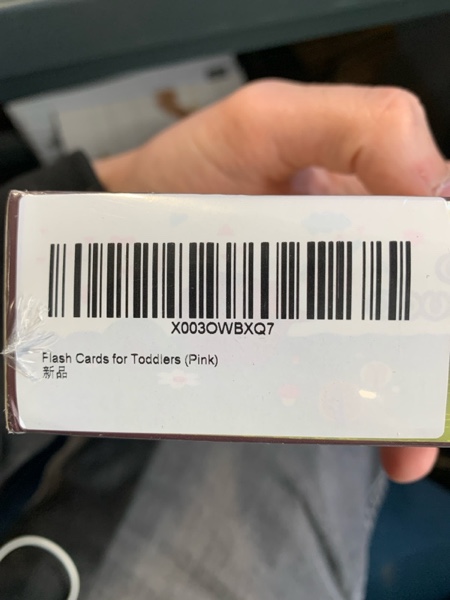 X003OWBXQ7
Flash Cards for Toddlers (Pink)
新品